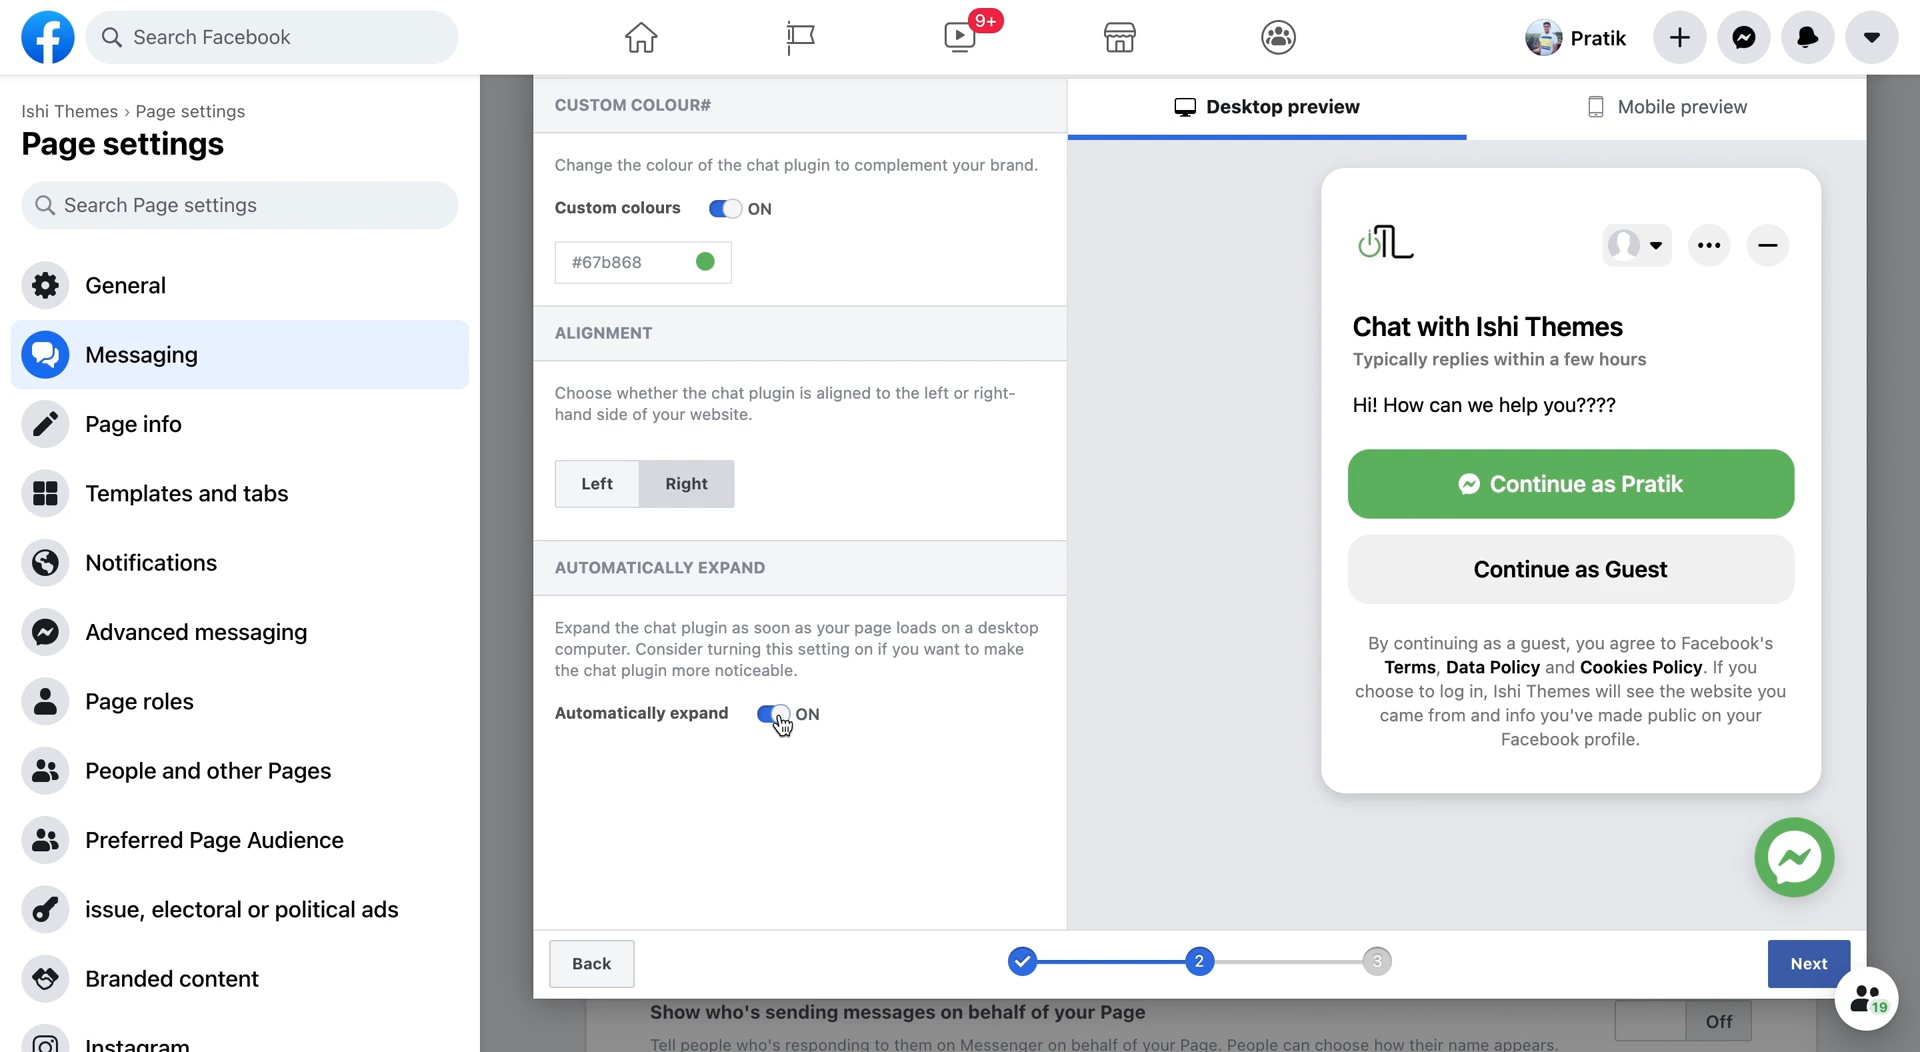 Search Facebook
9+
Pratik
Ishi Themes › Page settings
Page settings
Search Page settings
General
Messaging
Page info
Templates and tabs
Notifications
Advanced messaging
Page roles
People and other Pages
Preferred Page Audience
issue, electoral or political ads
Branded content
Instagram
CUSTOM COLOUR#
Change the colour of the chat plugin to complement your brand.
Custom colours ON
#67b868
ALIGNMENT
Choose whether the chat plugin is aligned to the left or right-
hand side of your website.
Left Right
AUTOMATICALLY EXPAND
Expand the chat plugin as soon as your page loads on a desktop
computer. Consider turning this setting on if you want to make
the chat plugin more noticeable.
Automatically expand ON
Desktop preview
Mobile preview
Chat with Ishi Themes
Typically replies within a few hours
Hi! How can we help you????
Continue as Pratik
Continue as Guest
By continuing as a guest, you agree to Facebook's
Terms, Data Policy and Cookies Policy. If you
choose to log in, Ishi Themes will see the website you
came from and info you've made public on your
Facebook profile.
Back
2
3
Next
19
Show who's sending messages on behalf of your Page
Off
Tell people who's responding to them on Messenger on behalf of your Page. People can choose how their name appears.